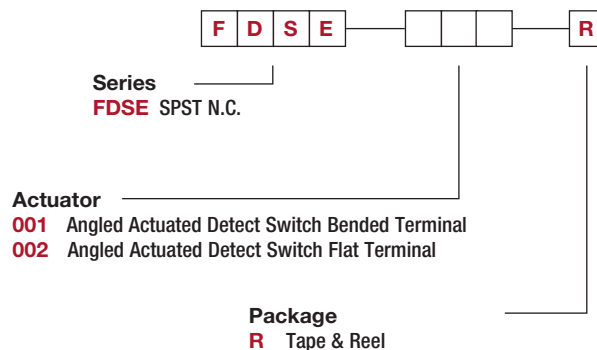 F D S E R
Series
FDSE SPST N.C.
Actuator
001 Angled Actuated Detect Switch Bended Terminal
002 Angled Actuated Detect Switch Flat Terminal
Package
R Tape & Reel